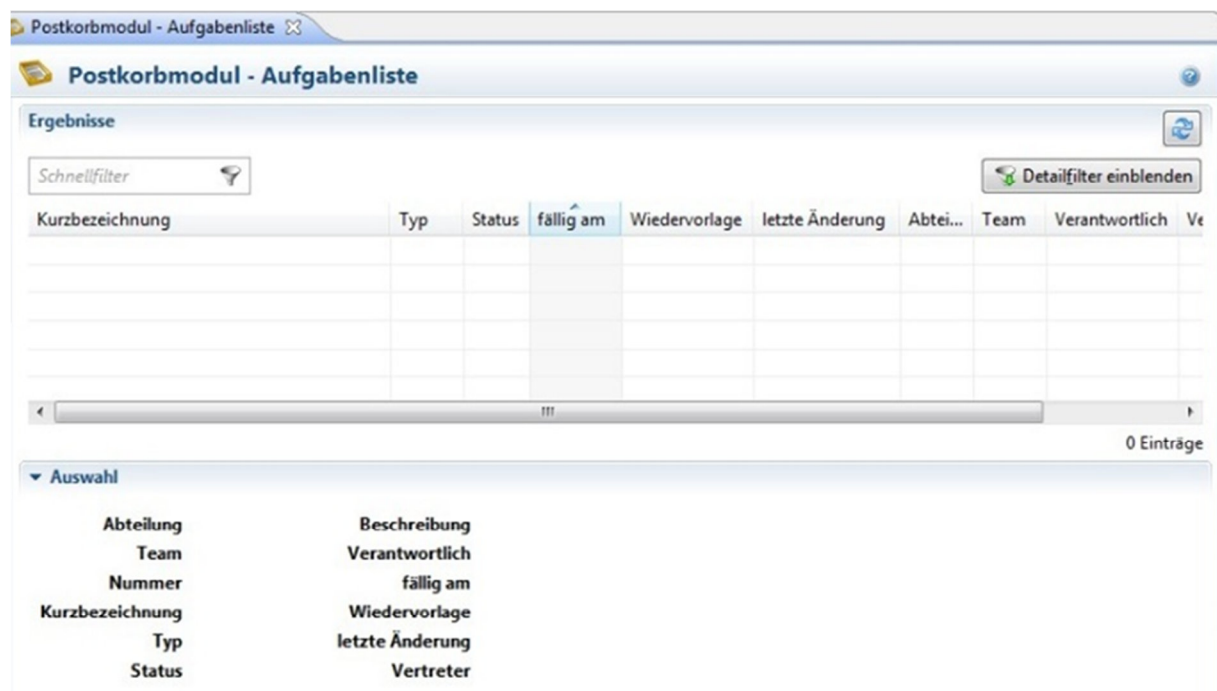 Postkorbmodul - Aufgabenliste
Postkorbmodul - Aufgabenliste
Ergebnisse
Schnellfilter
Detailfilter einblenden
Kurzbezeichnung Typ Status fällig am Wiedervorlage letzte Änderung Abtei... Team Verantwortlich Ve
0 Einträge
Auswahl
Abteilung Beschreibung
Team Verantwortlich
Nummer fällig am
Kurzbezeichnung Wiedervorlage
Typ letzte Änderung
Status Vertreter